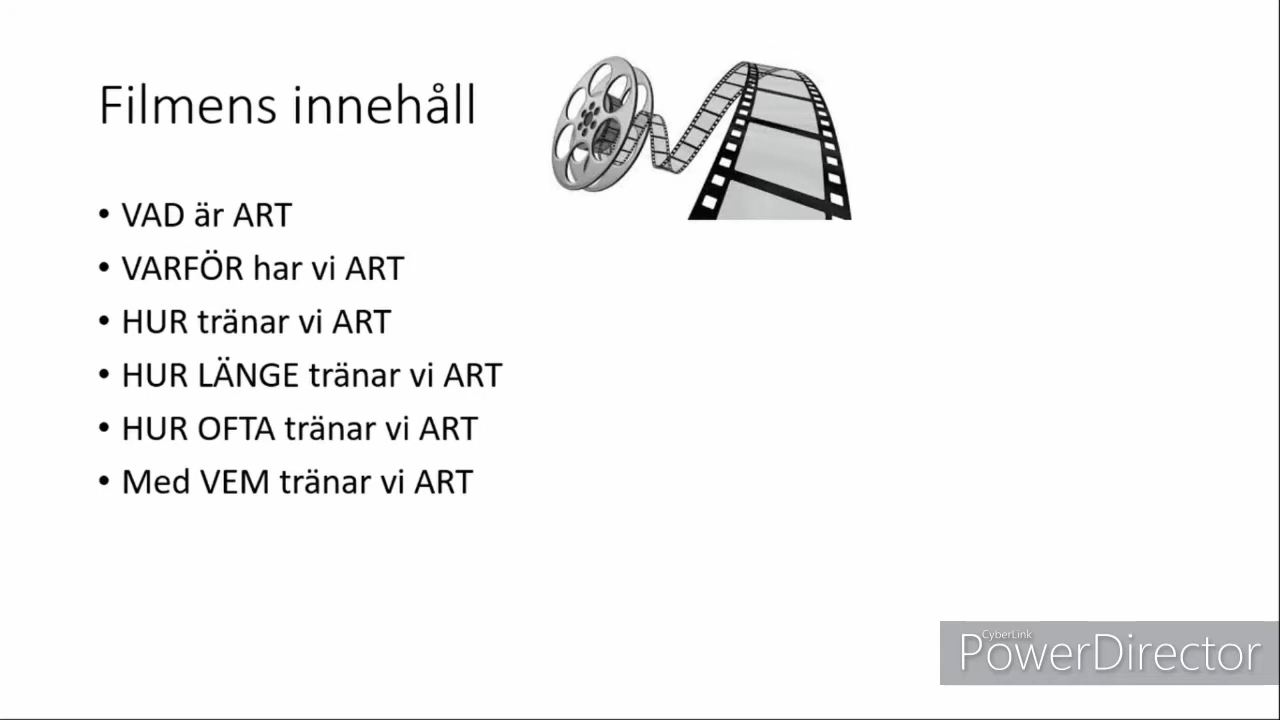 Filmens innehåll
• VAD är ART
• VARFÖR har vi ART
• HUR tränar vi ART
• HUR LÄNGE tränar vi ART
• HUR OFTA tränar vi ART
• Med VEM tränar vi ART
CyberLink
PowerDirector